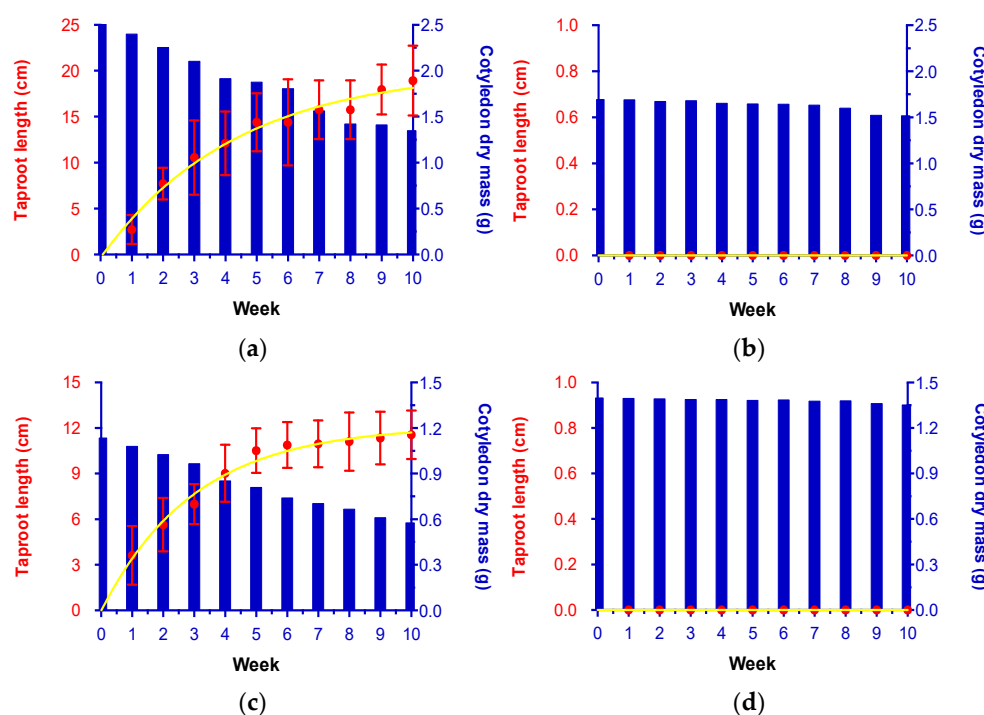 Taproot length (cm)
25
20
15
10
5
0
2.5
2.0
1.5
1.0
0.5
0.0
Cotyledon dry mass (g)
0 1 2 3 4 5 6 7 8 9 10
Week
(a)
Taproot length (cm)
1.0
0.8
0.6
0.4
0.2
0.0
2.5
2.0
1.5
1.0
0.5
0.0
Cotyledon dry mass (g)
0 1 2 3 4 5 6 7 8 9 10
Week
(b)
Taproot length (cm)
15
12
9
6
3
0
1.5
1.2
0.9
0.6
0.3
0.0
Cotyledon dry mass (g)
0 1 2 3 4 5 6 7 8 9 10
Week
(c)
Taproot length (cm)
1.0
0.8
0.6
0.4
0.2
0.0
1.5
1.2
0.9
0.6
0.3
0.0
Cotyledon dry mass (g)
0 1 2 3 4 5 6 7 8 9 10
Week
(d)